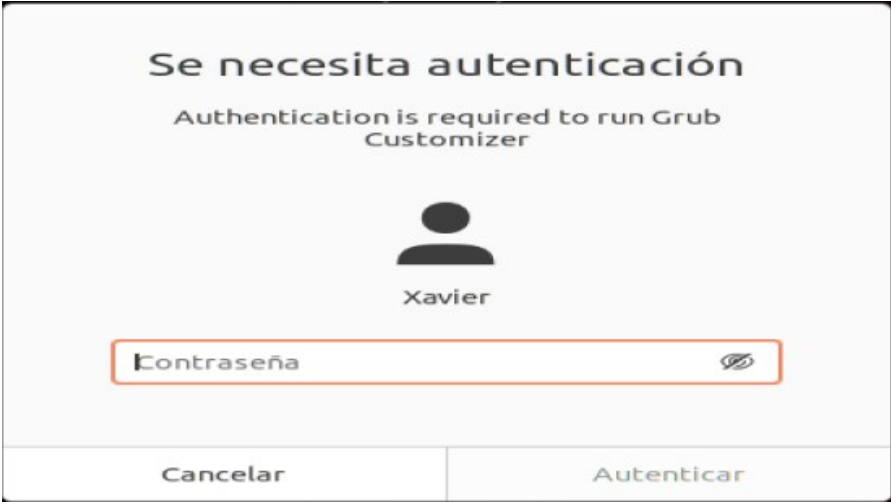 Se necesita autenticación
Authentication is required to run Grub
Customizer
Xavier
Contraseña
Cancelar
Autenticar